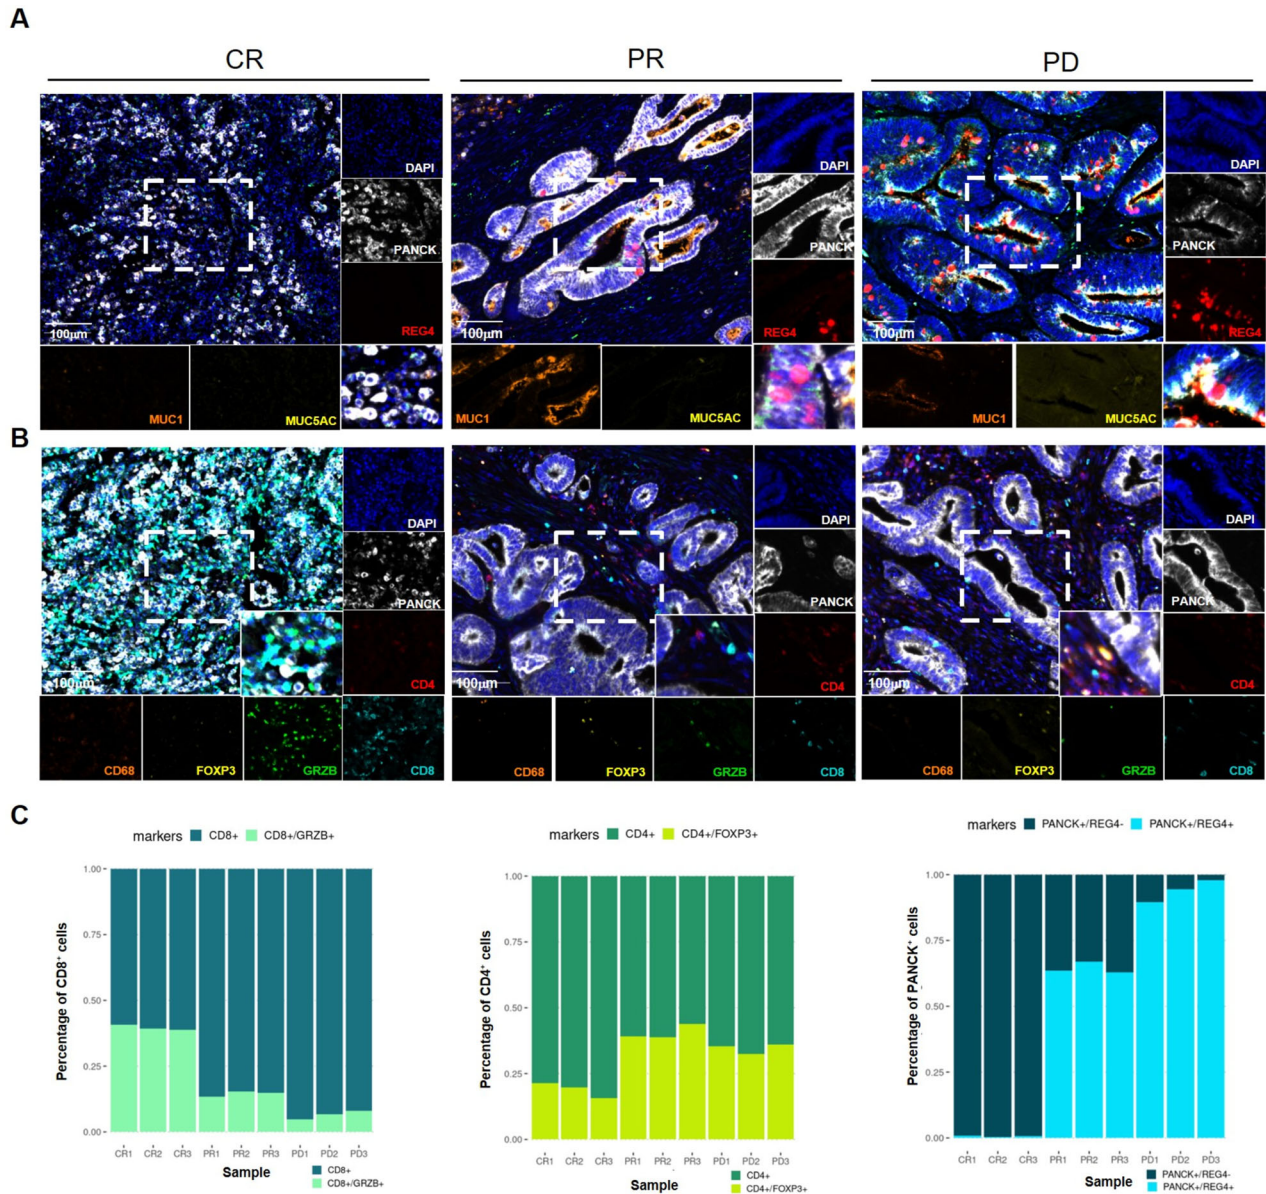 A
CR
PR
PD
DAPI
PANCK
REG4
100μm
MUC1
MUC5AC
DAPI
PANCK
REG4
100μm
MUC1
MUC5AC
DAPI
PANCK
REG4
100μm
MUC1
MUC5AC
B
DAPI
PANCK
CD4
100μm
CD68
FOXP3
GRZB
CD8
DAPI
PANCK
CD4
100μm
CD68
FOXP3
GRZB
CD8
DAPI
PANCK
CD4
100μm
CD68
FOXP3
GRZB
CD8
C
markers CD8+ CD8+/GRZB+
Percentage of CD8+ cells
1.00
0.75
0.50
0.25
0.00
CR1 CR2 CR3 PR1 PR2 PR3 PD1 PD2 PD3
Sample
CD8+
CD8+/GRZB+
markers CD4+ CD4+/FOXP3+
Percentage of CD4+ cells
1.00
0.75
0.50
0.25
0.00
CR1 CR2 CR3 PR1 PR2 PR3 PD1 PD2 PD3
Sample
CD4+
CD4+/FOXP3+
markers PANCK+/REG4- PANCK+/REG4+
Percentage of PANCK+ cells
1.00
0.75
0.50
0.25
0.00
CR1 CR2 CR3 PR1 PR2 PR3 PD1 PD2 PD3
Sample
PANCK+/REG4-
PANCK+/REG4+